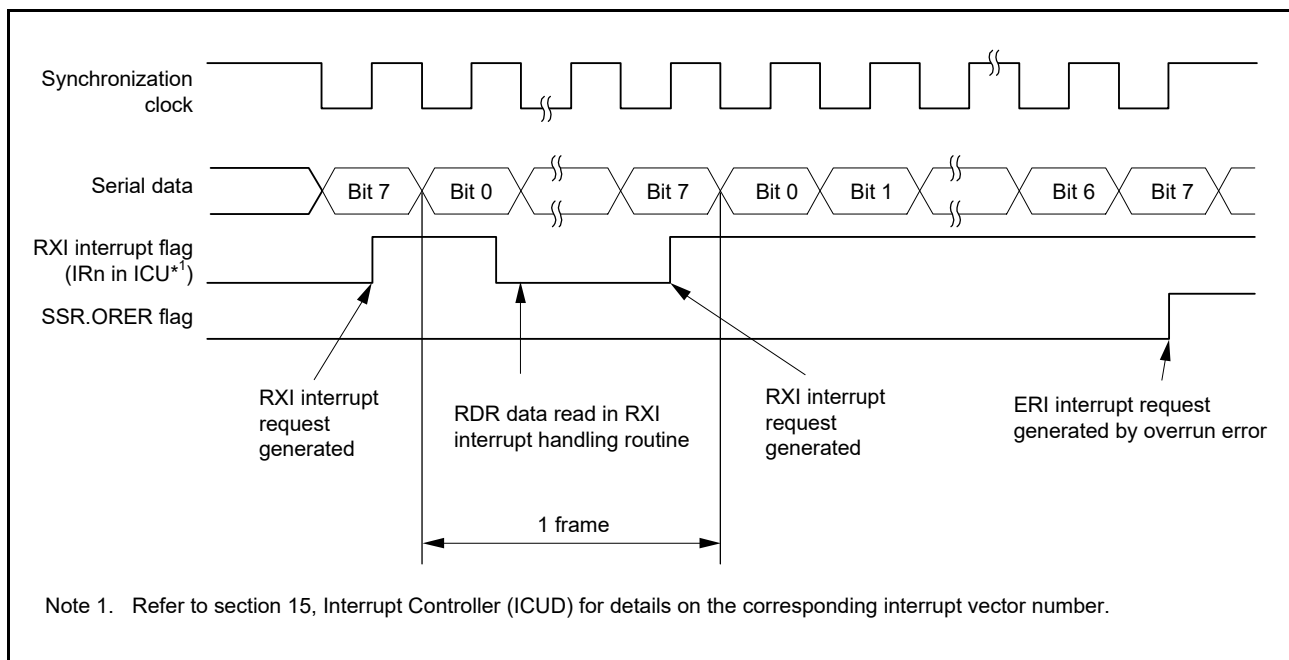 Synchronization
clock
Serial data
Bit 7
Bit 0
Bit 7
Bit 0
Bit 1
Bit 6
Bit 7
RXI interrupt flag
(IRn in ICU*1)
SSR.ORER flag
RXI interrupt
request
generated
RDR data read in RXI
interrupt handling routine
RXI interrupt
request
generated
ERI interrupt request
generated by overrun error
1 frame
Note 1. Refer to section 15, Interrupt Controller (ICUD) for details on the corresponding interrupt vector number.